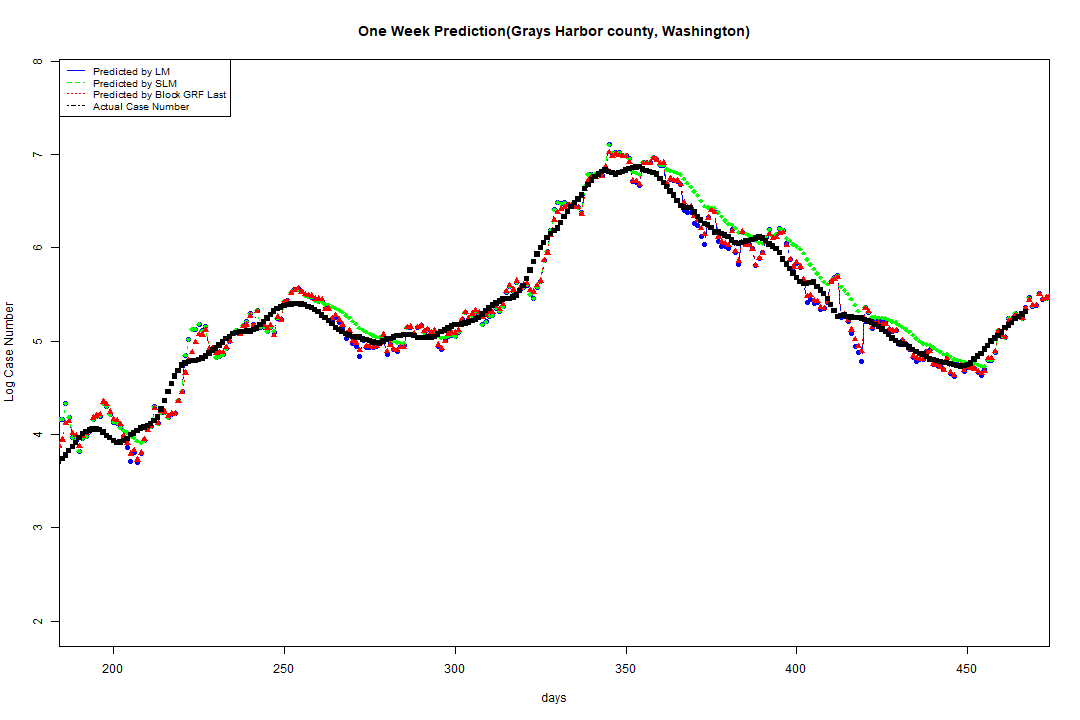 One Week Prediction(Grays Harbor county, Washington)
Predicted by LM
Predicted by SLM
Predicted by Block GRF Last
Actual Case Number
8
7
6
5
4
3
2
Log Case Number
200 250 300 350 400 450
days